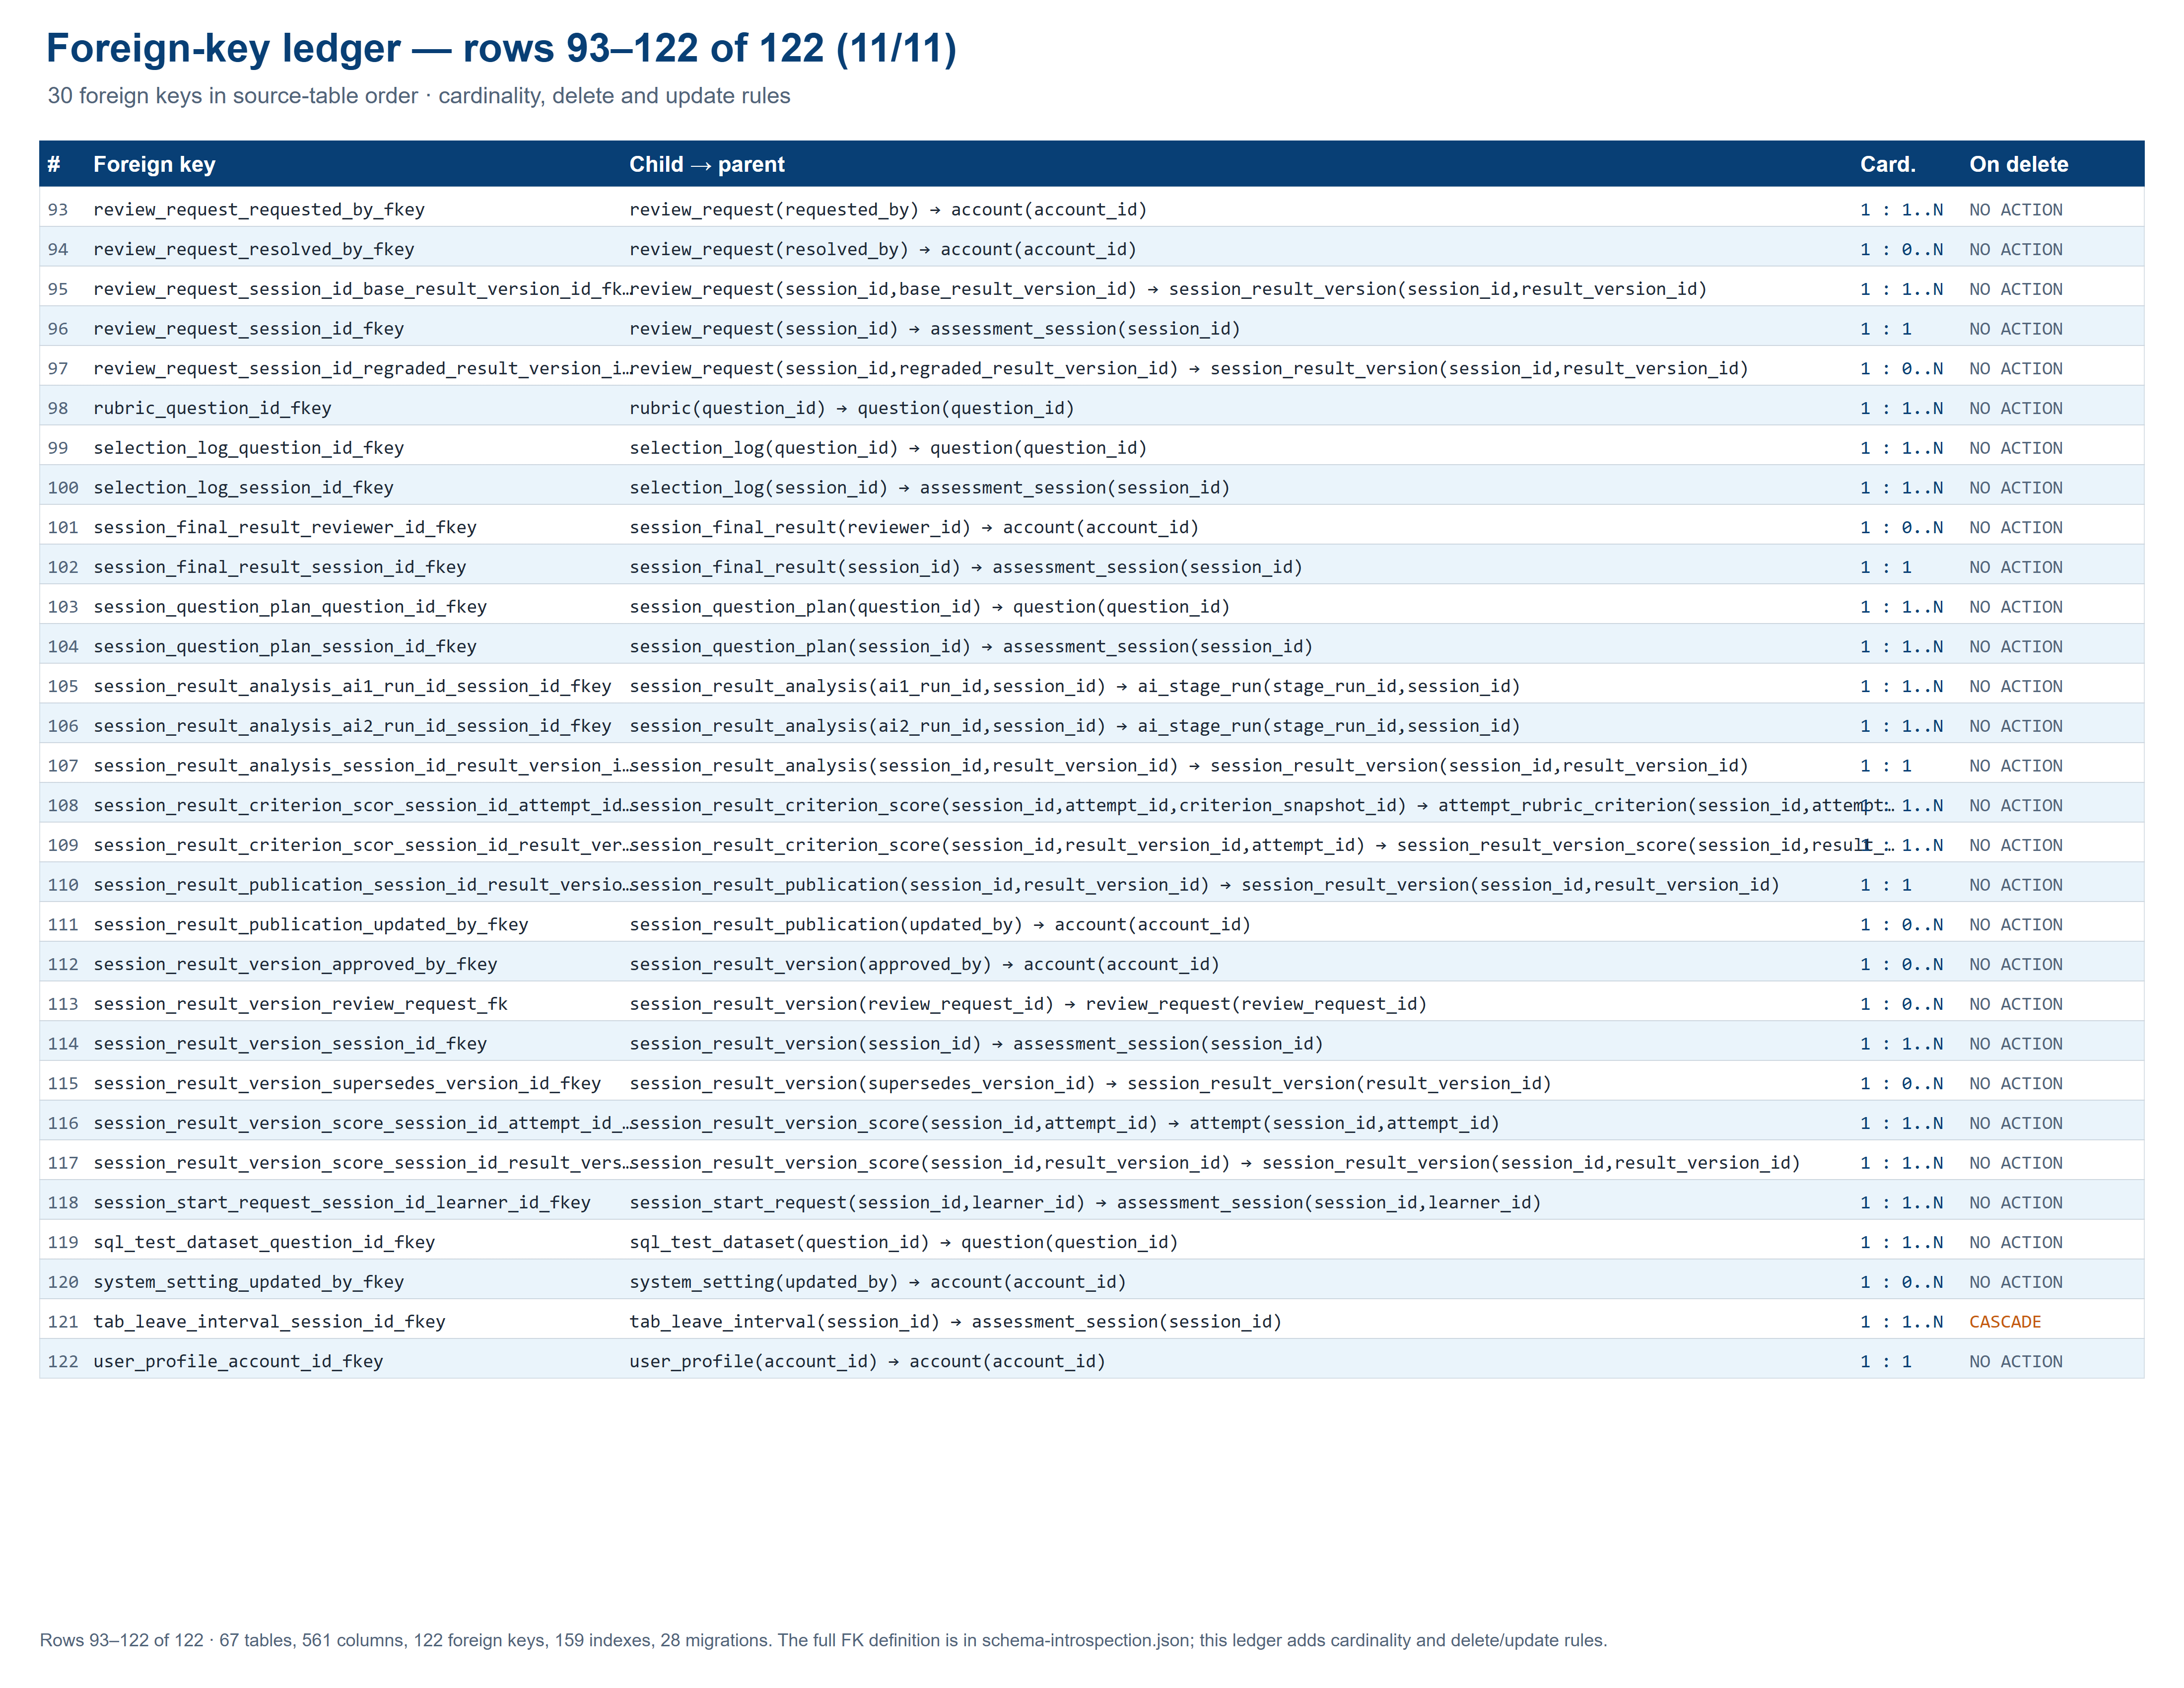 Foreign-key ledger — rows 93–122 of 122 (11/11)
30 foreign keys in source-table order · cardinality, delete and update rules
# Foreign key Child → parent Card. On delete
93 review_request_requested_by_fkey review_request(requested_by) → account(account_id) 1 : 1..N NO ACTION
94 review_request_resolved_by_fkey review_request(resolved_by) → account(account_id) 1 : 0..N NO ACTION
95 review_request_session_id_base_result_version_id_fk… review_request(session_id,base_result_version_id) → session_result_version(session_id,result_version_id) 1 : 1..N NO ACTION
96 review_request_session_id_fkey review_request(session_id) → assessment_session(session_id) 1 : 1 NO ACTION
97 review_request_session_id_regraded_result_version_i… review_request(session_id,regraded_result_version_id) → session_result_version(session_id,result_version_id) 1 : 0..N NO ACTION
98 rubric_question_id_fkey rubric(question_id) → question(question_id) 1 : 1..N NO ACTION
99 selection_log_question_id_fkey selection_log(question_id) → question(question_id) 1 : 1..N NO ACTION
100 selection_log_session_id_fkey selection_log(session_id) → assessment_session(session_id) 1 : 1..N NO ACTION
101 session_final_result_reviewer_id_fkey session_final_result(reviewer_id) → account(account_id) 1 : 0..N NO ACTION
102 session_final_result_session_id_fkey session_final_result(session_id) → assessment_session(session_id) 1 : 1 NO ACTION
103 session_question_plan_question_id_fkey session_question_plan(question_id) → question(question_id) 1 : 1..N NO ACTION
104 session_question_plan_session_id_fkey session_question_plan(session_id) → assessment_session(session_id) 1 : 1..N NO ACTION
105 session_result_analysis_ai1_run_id_session_id_fkey session_result_analysis(ai1_run_id,session_id) → ai_stage_run(stage_run_id,session_id) 1 : 1..N NO ACTION
106 session_result_analysis_ai2_run_id_session_id_fkey session_result_analysis(ai2_run_id,session_id) → ai_stage_run(stage_run_id,session_id) 1 : 1..N NO ACTION
107 session_result_analysis_session_id_result_version_i… session_result_analysis(session_id,result_version_id) → session_result_version(session_id,result_version_id) 1 : 1 NO ACTION
108 session_result_criterion_scor_session_id_attempt_id… session_result_criterion_score(session_id,attempt_id,criterion_snapshot_id) → attempt_rubric_criterion(session_id,attempt… 1 : 1..N NO ACTION
109 session_result_criterion_scor_session_id_result_ver… session_result_criterion_score(session_id,result_version_id,attempt_id) → session_result_version_score(session_id,result_… 1 : 1..N NO ACTION
110 session_result_publication_session_id_result_versio… session_result_publication(session_id,result_version_id) → session_result_version(session_id,result_version_id) 1 : 1 NO ACTION
111 session_result_publication_updated_by_fkey session_result_publication(updated_by) → account(account_id) 1 : 0..N NO ACTION
112 session_result_version_approved_by_fkey session_result_version(approved_by) → account(account_id) 1 : 0..N NO ACTION
113 session_result_version_review_request_fk session_result_version(review_request_id) → review_request(review_request_id) 1 : 0..N NO ACTION
114 session_result_version_session_id_fkey session_result_version(session_id) → assessment_session(session_id) 1 : 1..N NO ACTION
115 session_result_version_supersedes_version_id_fkey session_result_version(supersedes_version_id) → session_result_version(result_version_id) 1 : 0..N NO ACTION
116 session_result_version_score_session_id_attempt_id_… session_result_version_score(session_id,attempt_id) → attempt(session_id,attempt_id) 1 : 1..N NO ACTION
117 session_result_version_score_session_id_result_vers… session_result_version_score(session_id,result_version_id) → session_result_version(session_id,result_version_id) 1 : 1..N NO ACTION
118 session_start_request_session_id_learner_id_fkey session_start_request(session_id,learner_id) → assessment_session(session_id,learner_id) 1 : 1..N NO ACTION
119 sql_test_dataset_question_id_fkey sql_test_dataset(question_id) → question(question_id) 1 : 1..N NO ACTION
120 system_setting_updated_by_fkey system_setting(updated_by) → account(account_id) 1 : 0..N NO ACTION
121 tab_leave_interval_session_id_fkey tab_leave_interval(session_id) → assessment_session(session_id) 1 : 1..N CASCADE
122 user_profile_account_id_fkey user_profile(account_id) → account(account_id) 1 : 1 NO ACTION
Rows 93–122 of 122 · 67 tables, 561 columns, 122 foreign keys, 159 indexes, 28 migrations. The full FK definition is in schema-introspection.json; this ledger adds cardinality and delete/update rules.